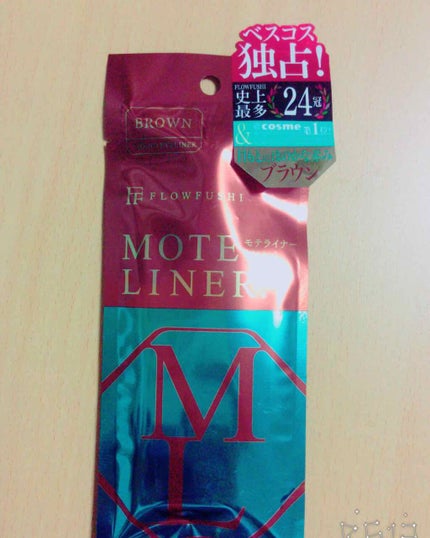 ベスコス
独占!
FLOWFUSHI
史上
最多
24冠
& cosme 第1位
ブラウン
BROWN
FLOWFUSHI
MOTE
モテライナー
LINER
M
L